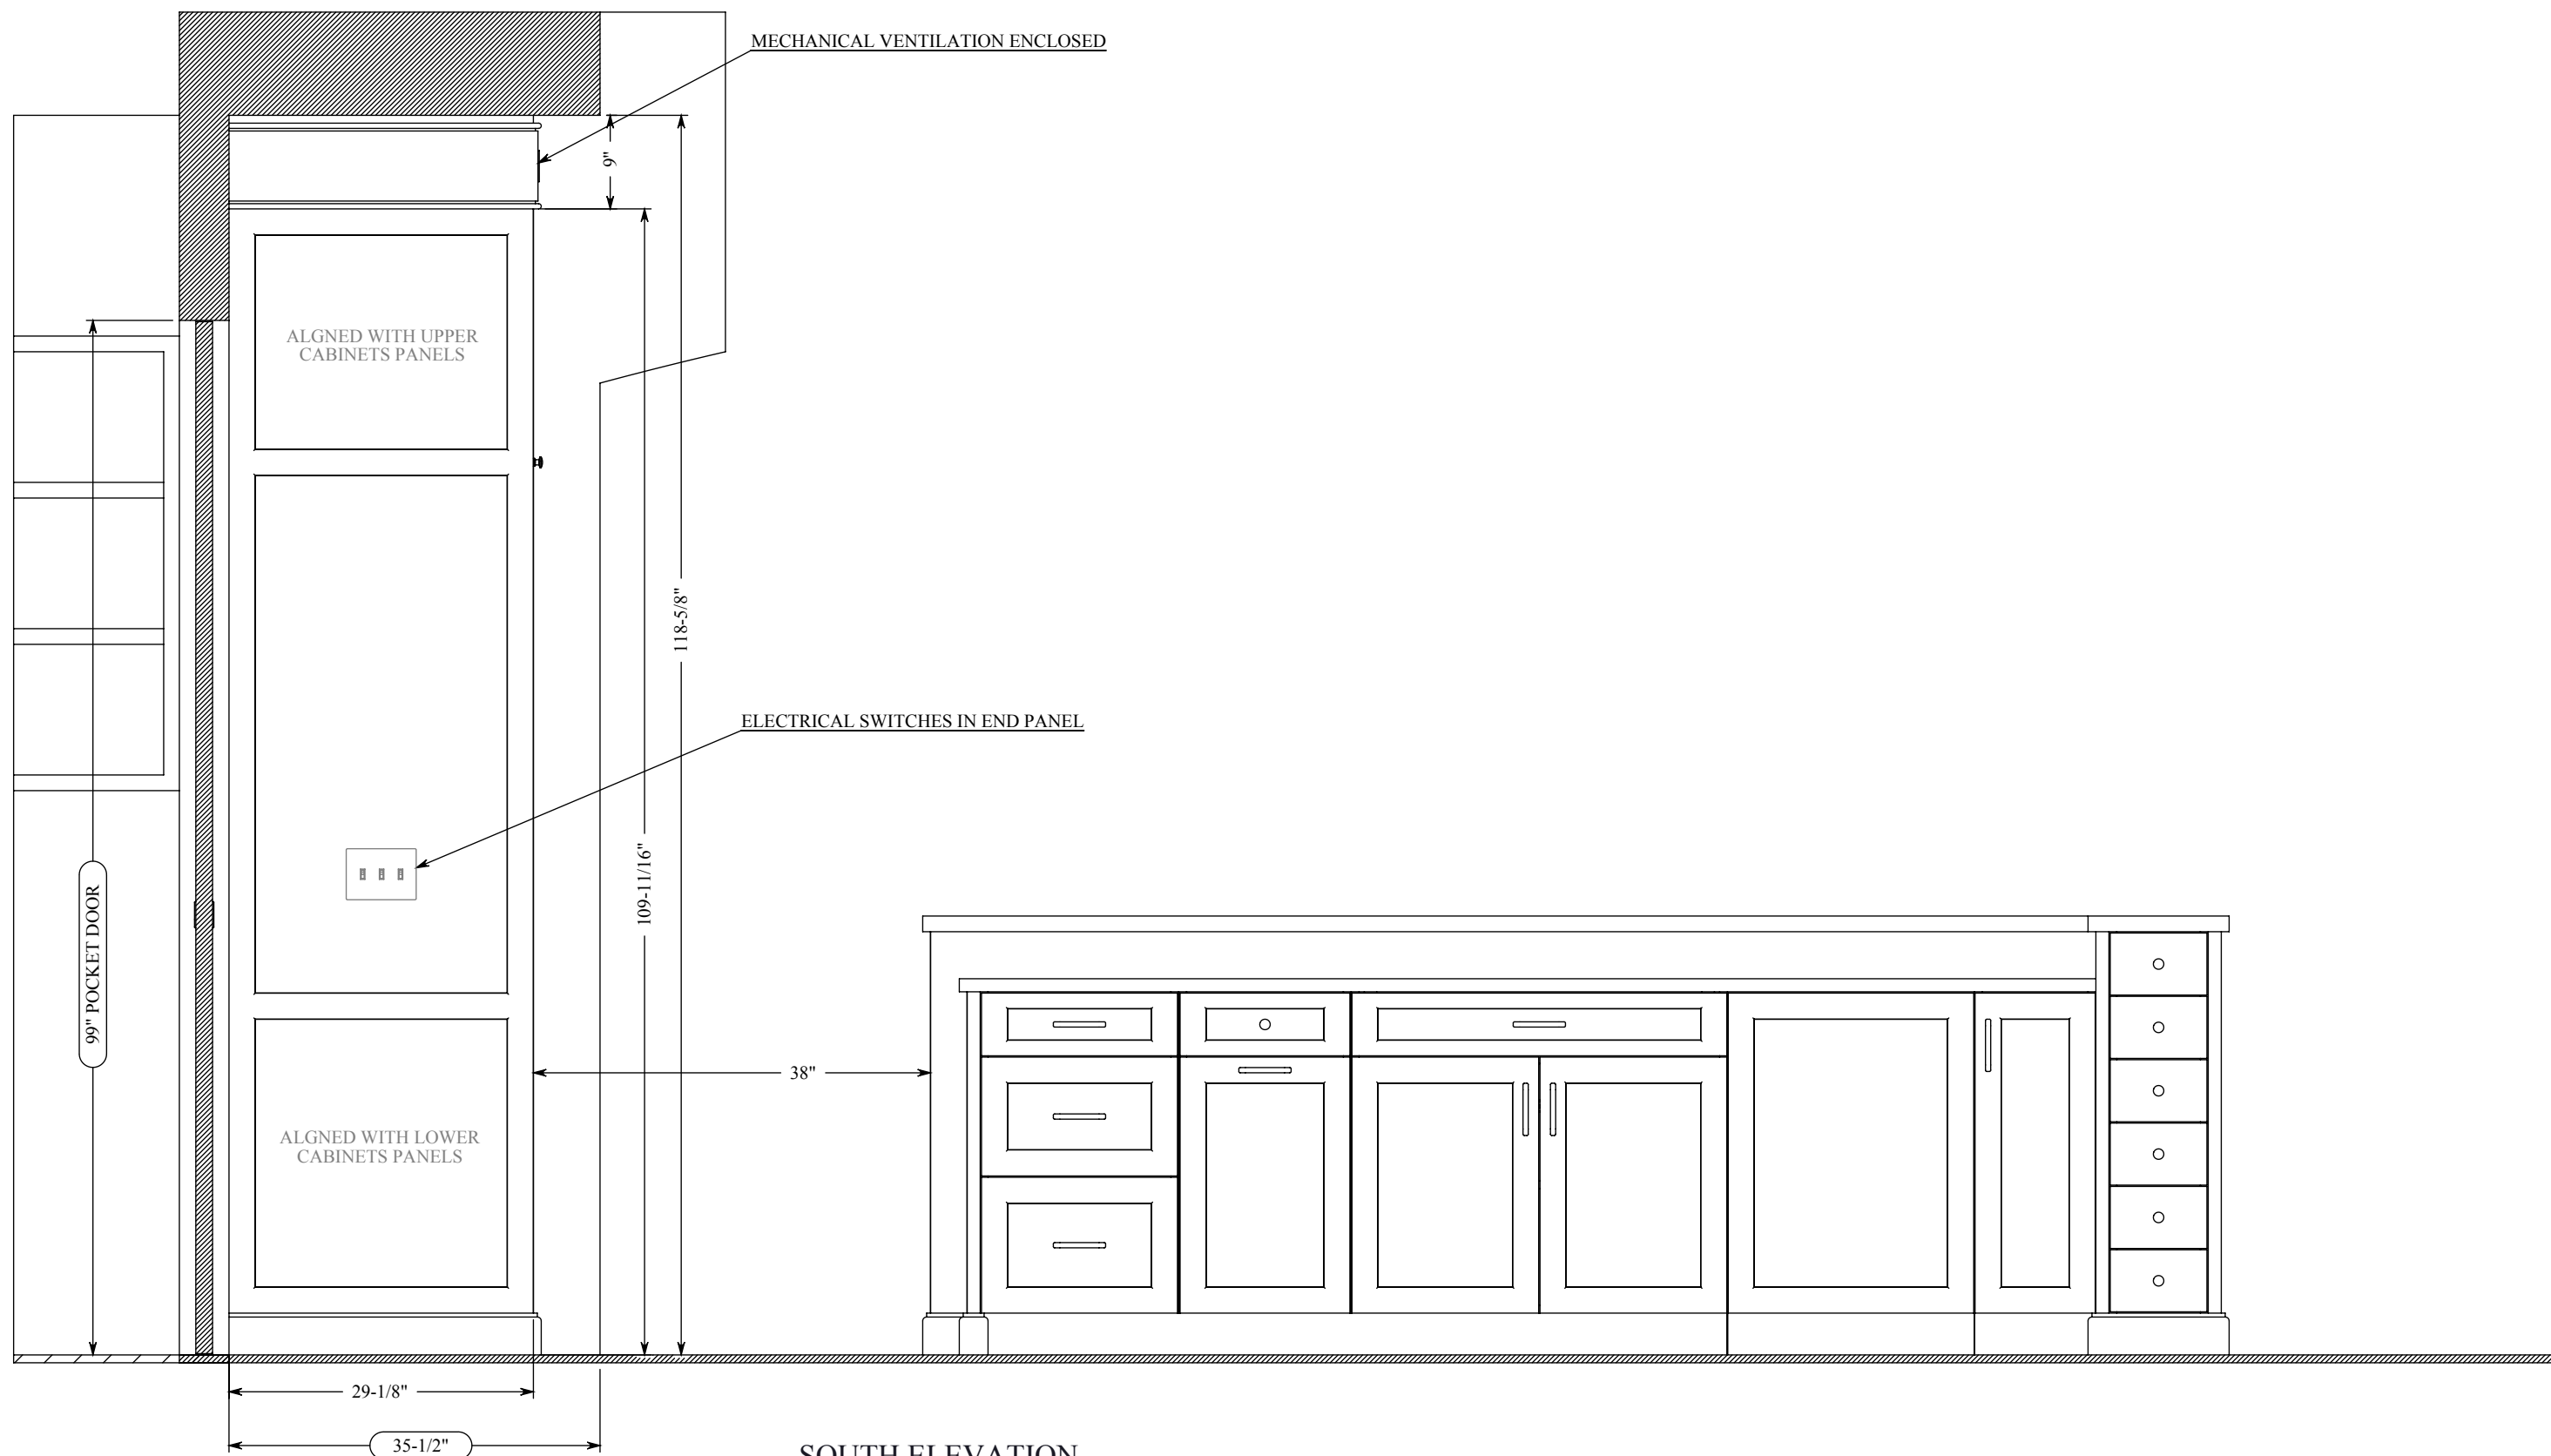 MECHANICAL VENTILATION ENCLOSED
9"
ALGNED WITH UPPER
CABINETS PANELS
118-5/8"
ELECTRICAL SWITCHES IN END PANEL
109-11/16"
99" POCKET DOOR
38"
ALGNED WITH LOWER
CABINETS PANELS
29-1/8"
35-1/2"
SOUTH ELEVATION